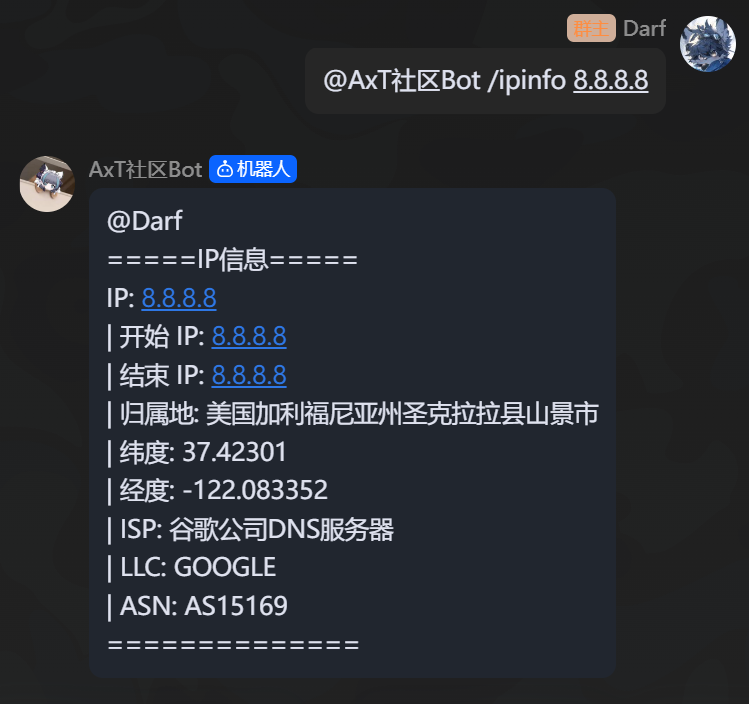 群主 Darf
@AxT社区Bot /ipinfo 8.8.8.8
AxT社区Bot 机器人
@Darf
=====IP信息=====
IP: 8.8.8.8
| 开始 IP: 8.8.8.8
| 结束 IP: 8.8.8.8
| 归属地: 美国加利福尼亚州圣克拉拉县山景市
| 纬度: 37.42301
| 经度: -122.083352
| ISP: 谷歌公司DNS服务器
| LLC: GOOGLE
| ASN: AS15169
==============